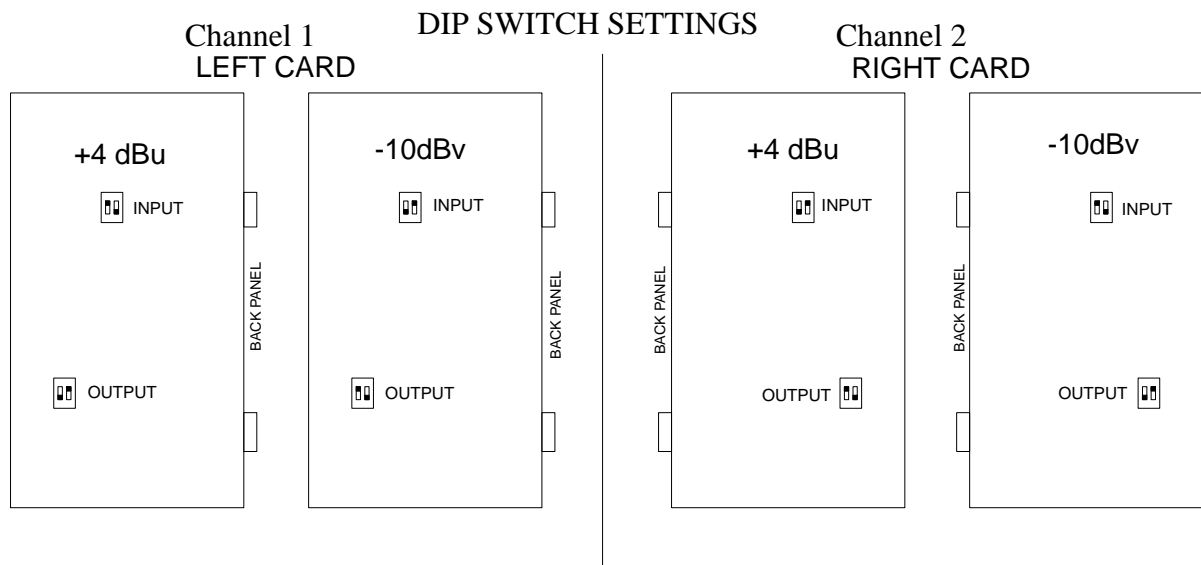 DIP SWITCH SETTINGS
Channel 1
LEFT CARD
+4 dBu
INPUT
OUTPUT
BACK PANEL
-10dBv
INPUT
OUTPUT
BACK PANEL
Channel 2
RIGHT CARD
+4 dBu
INPUT
OUTPUT
BACK PANEL
-10dBv
INPUT
OUTPUT
BACK PANEL